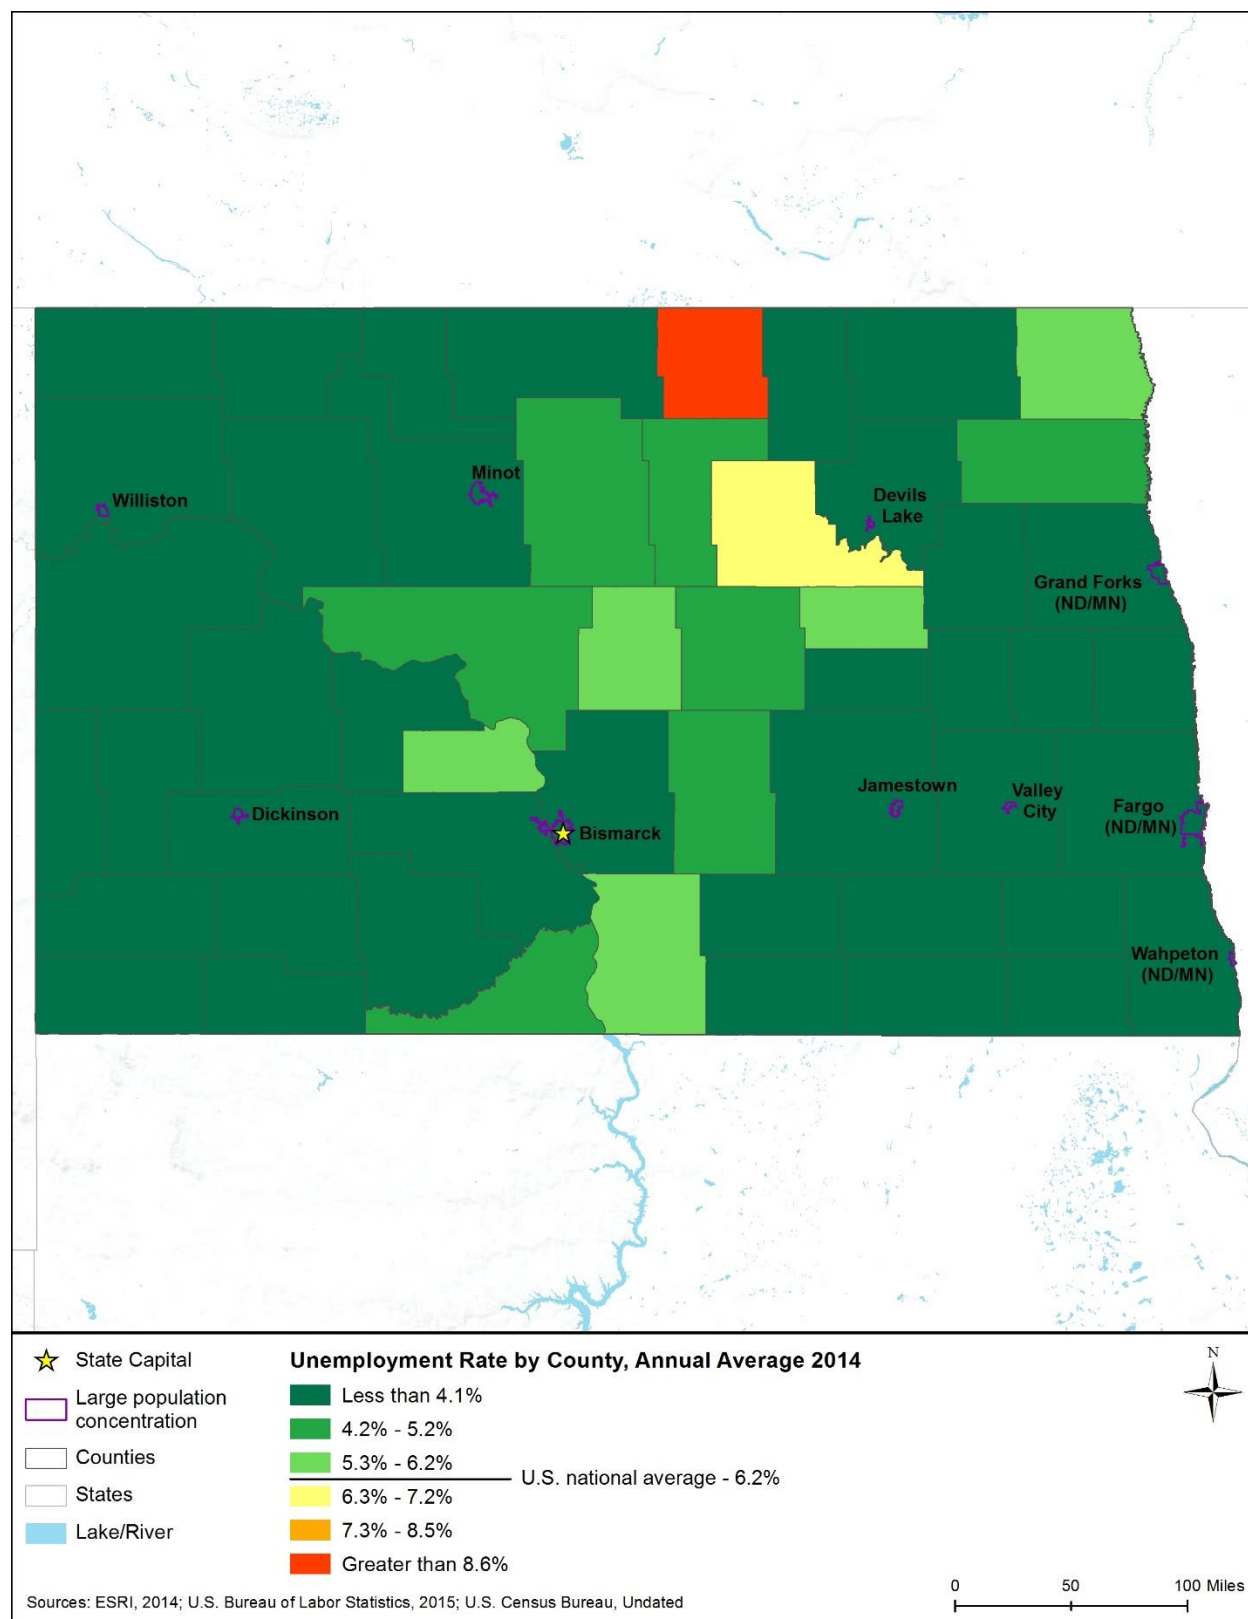 Minot
Williston
Devils
Lake
Grand Forks
(ND/MN)
Dickinson
Bismarck
Jamestown
Valley
City
Fargo
(ND/MN)
Wahpeton
(ND/MN)
State Capital
Large population
concentration
Counties
States
Lake/River
Unemployment Rate by County, Annual Average 2014
Less than 4.1%
4.2% - 5.2%
5.3% - 6.2%
U.S. national average - 6.2%
6.3% - 7.2%
7.3% - 8.5%
Greater than 8.6%
N
0 50 100 Miles
Sources: ESRI, 2014; U.S. Bureau of Labor Statistics, 2015; U.S. Census Bureau, Undated